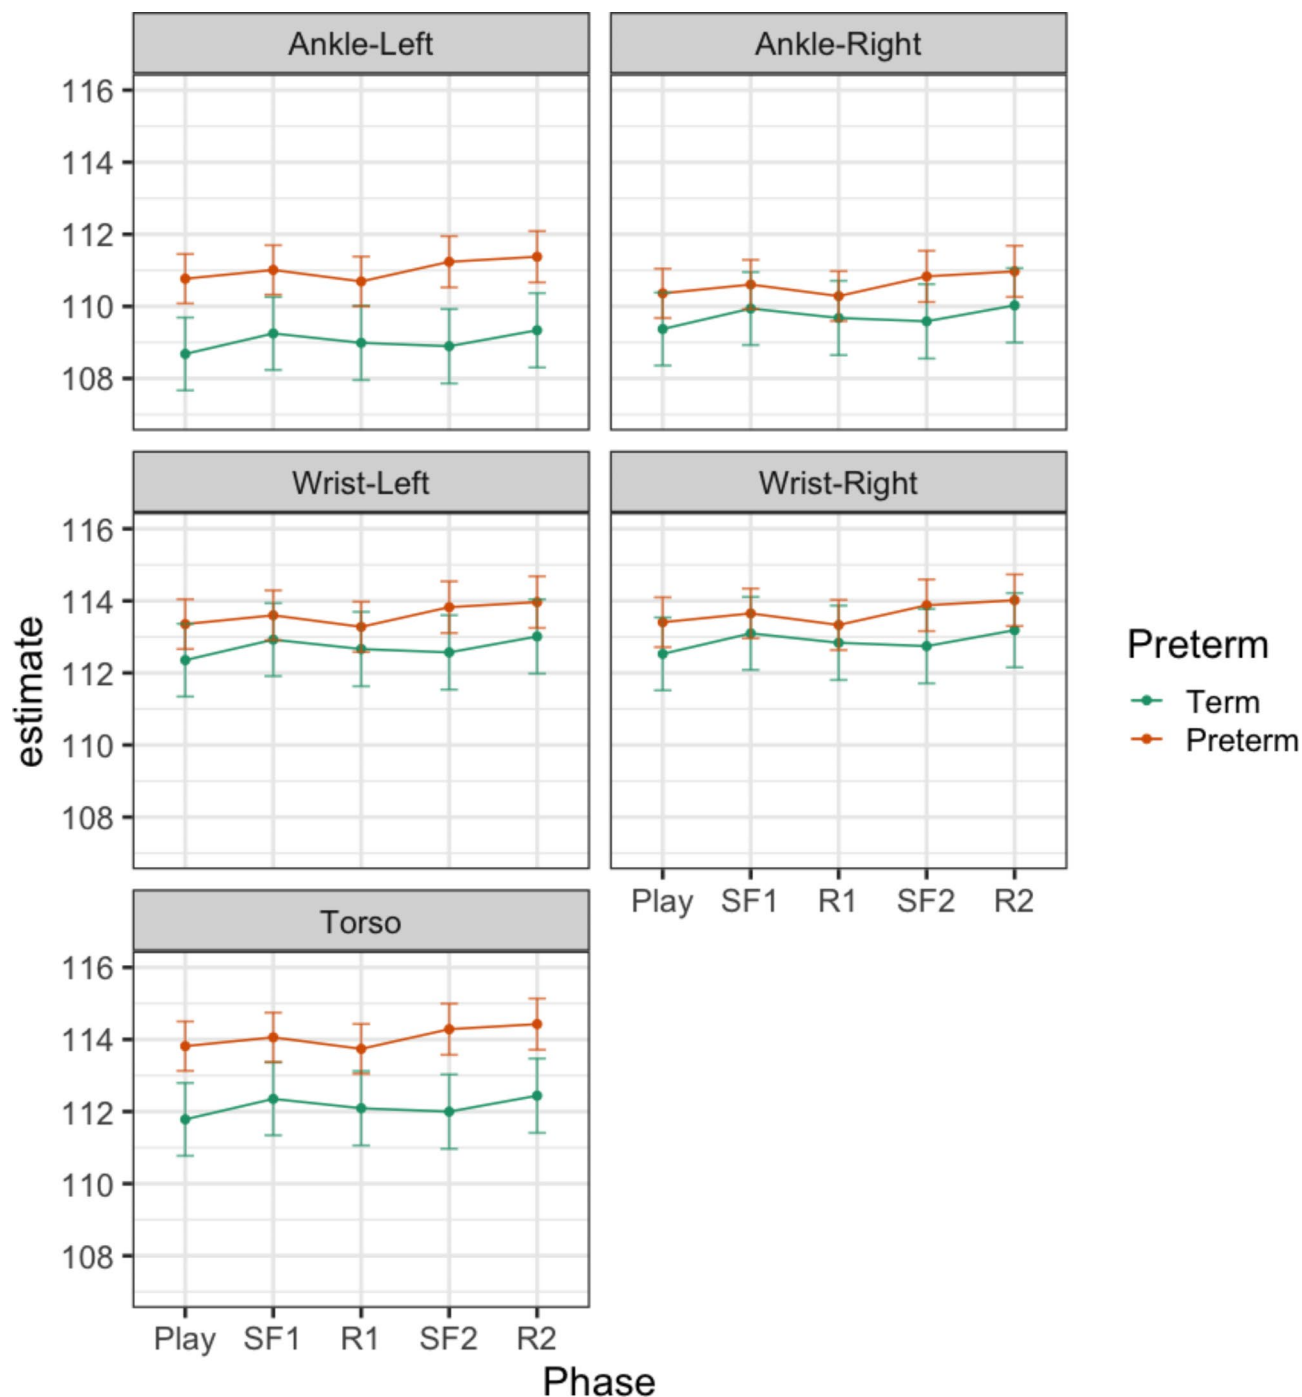 Ankle-Left
Ankle-Right
116
114
112
110
108
Wrist-Left
Wrist-Right
116
114
112
110
108
Play SF1 R1 SF2 R2
Torso
116
114
112
110
108
Play SF1 R1 SF2 R2
Phase
estimate
Preterm
Term
Preterm